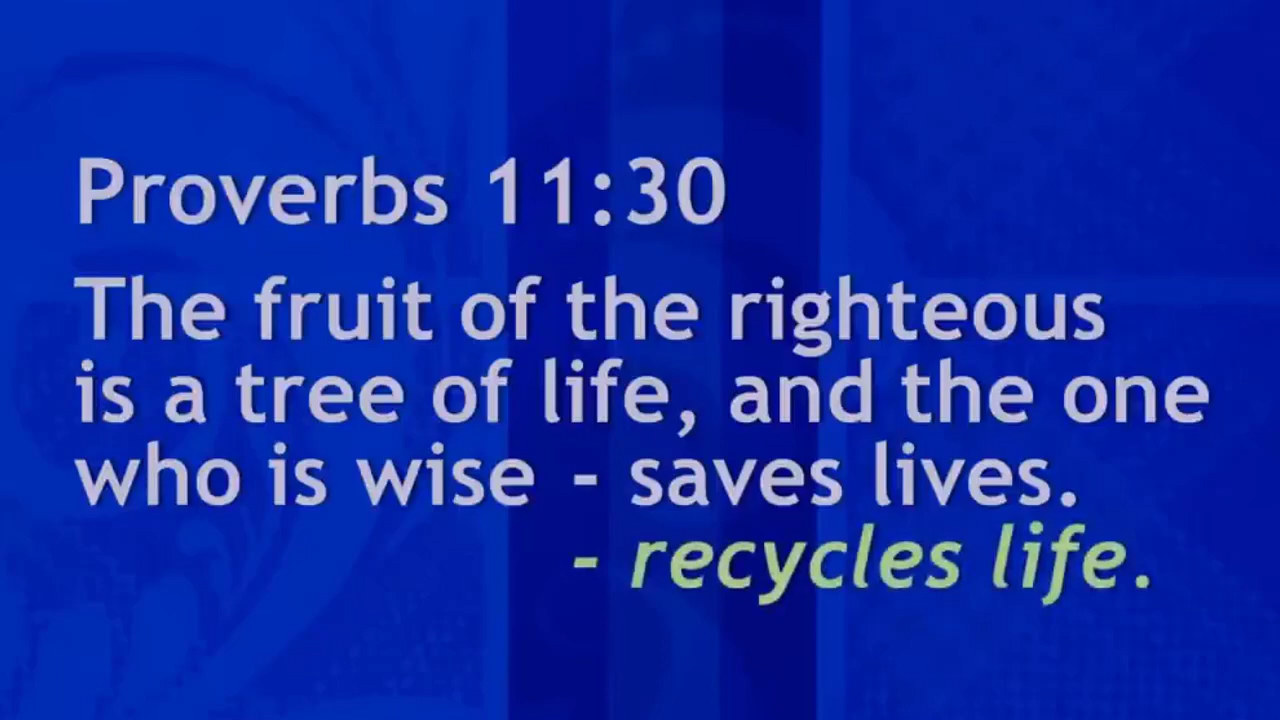 Proverbs 11:30
The fruit of the righteous
is a tree of life, and the one
who is wise - saves lives.
- recycles life.